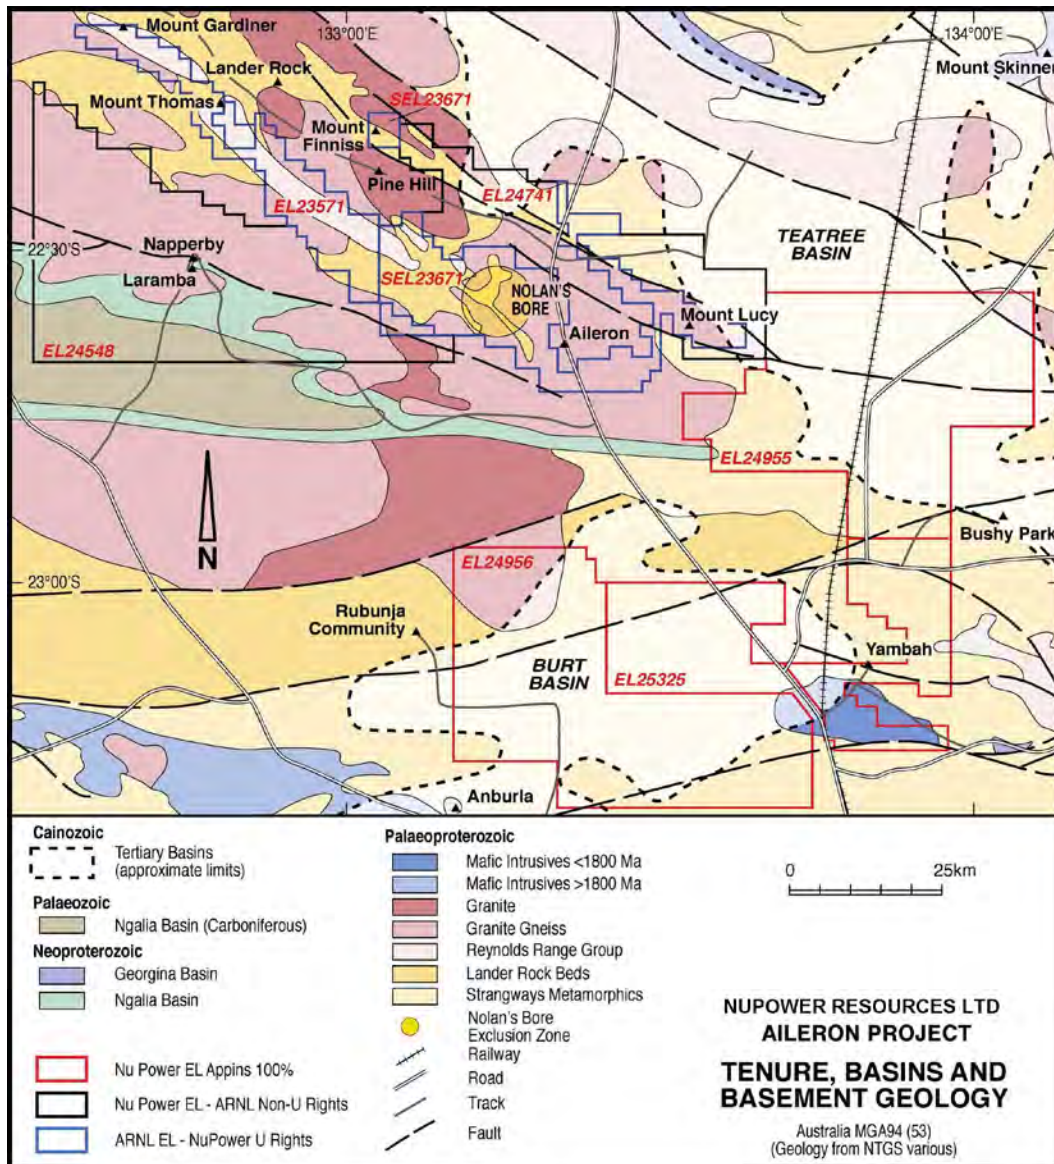 133°00'E
134°00'E
Mount Gardiner
Mount Skinner
Lander Rock
SEL23671
Mount Thomas
Mount
Finniss
Pine Hill
EL24741
EL23571
TEATREE
BASIN
22°30'S
Napperby
Laramba
SEL23671
NOLAN'S
BORE
Mount Lucy
Aileron
EL24548
EL24955
N
Bushy Park
EL24956
23°00'S
Rubunja
Community
Yambah
BURT
BASIN
EL25325
Anburla
Cainozoic
Tertiary Basins
(approximate limits)
Palaeozoic
Ngalia Basin (Carboniferous)
Neoproterozoic
Georgina Basin
Ngalia Basin
Nu Power EL Appins 100%
Nu Power EL - ARNL Non-U Rights
ARNL EL - NuPower U Rights
Palaeoproterozoic
Mafic Intrusives <1800 Ma
Mafic Intrusives >1800 Ma
Granite
Granite Gneiss
Reynolds Range Group
Lander Rock Beds
Strangways Metamorphics
Nolan's Bore
Exclusion Zone
Railway
Road
Track
Fault
0 25km
NUPOWER RESOURCES LTD
AILERON PROJECT
TENURE, BASINS AND
BASEMENT GEOLOGY
Australia MGA94 (53)
(Geology from NTGS various)